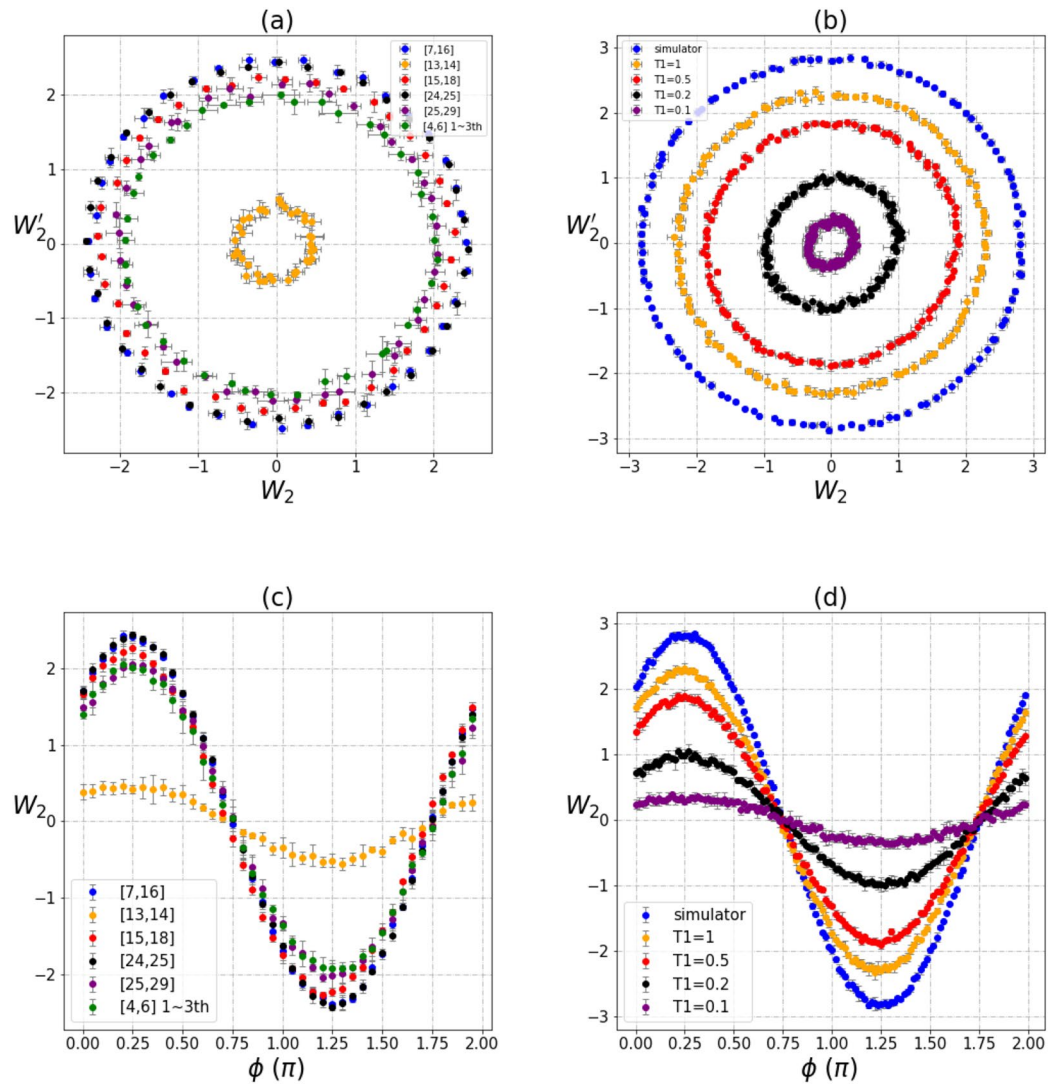 (a)
[7,16]
[13,14]
[15,18]
[24,25]
[25,29]
[4,6] 1~3th
2
1
0
−1
−2
W′₂
−2
−1
0
1
2
W₂
(b)
simulator
T1=1
T1=0.5
T1=0.2
T1=0.1
3
2
1
0
−1
−2
−3
W′₂
−3
−2
−1
0
1
2
3
W₂
(c)
2
1
0
−1
−2
W₂
[7,16]
[13,14]
[15,18]
[24,25]
[25,29]
[4,6] 1~3th
0.00 0.25 0.50 0.75 1.00 1.25 1.50 1.75 2.00
ϕ (π)
(d)
3
2
1
0
−1
−2
−3
W₂
simulator
T1=1
T1=0.5
T1=0.2
T1=0.1
0.00 0.25 0.50 0.75 1.00 1.25 1.50 1.75 2.00
ϕ (π)